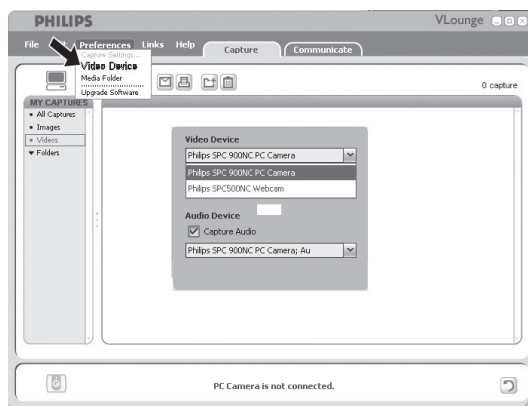 PHILIPS
VLounge
File Preferences Links Help Capture Communicate
Capture Settings...
Video Device
Media Folder
Upgrade Software
0 capture
MY CAPTURES
All Captures
Images
Videos
Folders
Video Device
Philips SPC 900NC PC Camera
Philips SPC 900NC PC Camera
Philips SPC500NC Webcam
Audio Device
Capture Audio
Philips SPC 900NC PC Camera; Au
PC Camera is not connected.